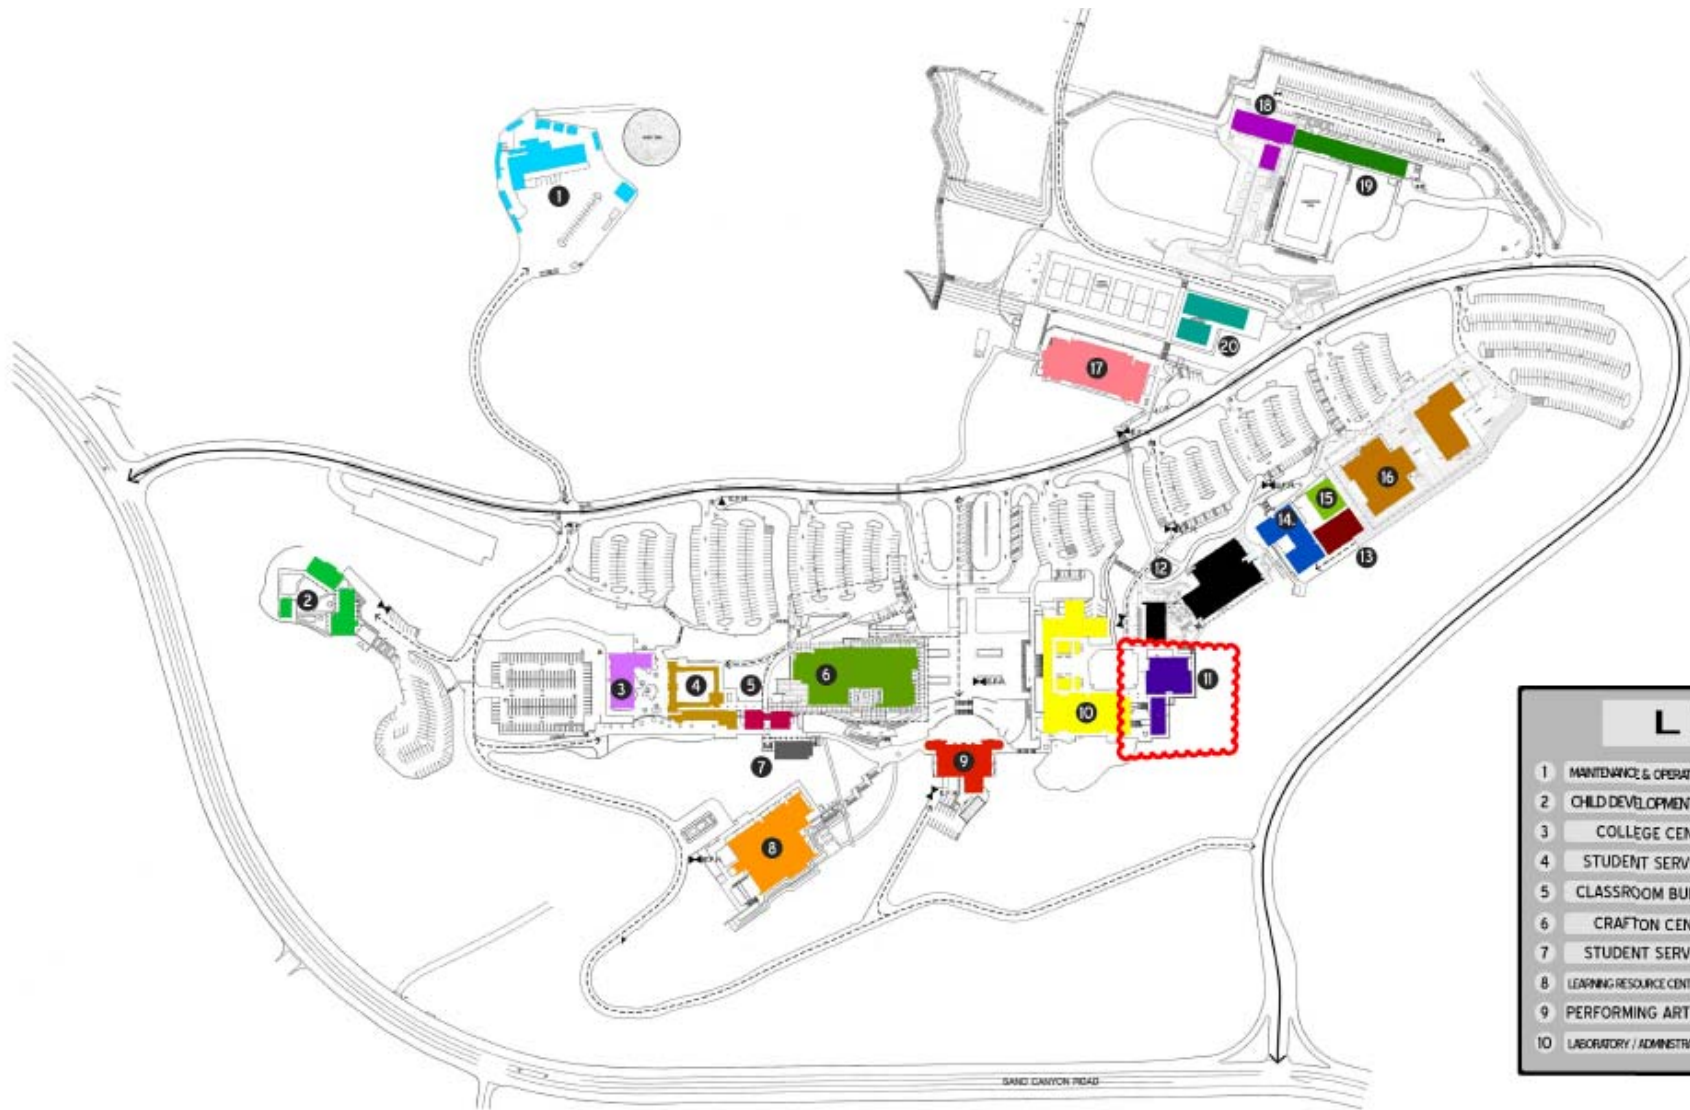 18
1
19
20
17
16
15
14
13
12
2
3
4
5
6
11
10
7
9
8
SAND CANYON ROAD
L
1 MAINTENANCE & OPERAT
2 CHILD DEVELOPMENT
3 COLLEGE CEN
4 STUDENT SERV
5 CLASSROOM BUI
6 CRAFTON CEN
7 STUDENT SERV
8 LEARNING RESOURCE CENT
9 PERFORMING ART
10 LABORATORY / ADMINISTRA